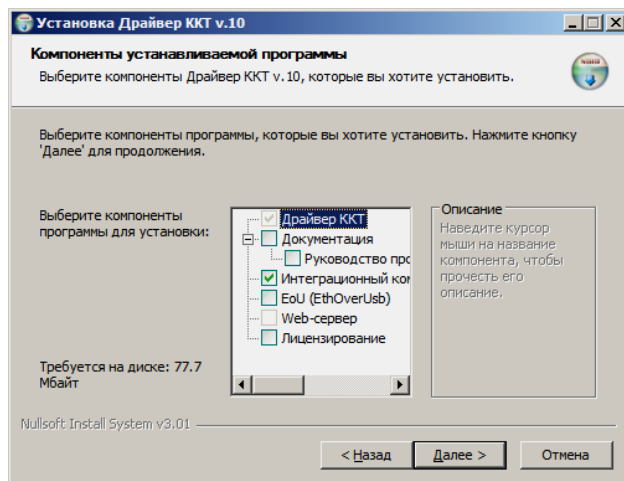 Установка Драйвер ККТ v.10
Компоненты устанавливаемой программы
Выберите компоненты Драйвер ККТ v.10, которые вы хотите установить.
Выберите компоненты программы, которые вы хотите установить. Нажмите кнопку
'Далее' для продолжения.
Выберите компоненты
программы для установки:
Драйвер ККТ
Документация
Руководство прс
Интеграционный кол
EoU (EthOverUsb)
Web-сервер
Лицензирование
Описание
Наведите курсор
мыши на название
компонента, чтобы
прочесть его
описание.
Требуется на диске: 77.7
Мбайт
Nullsoft Install System v3.01
< Назад
Далее >
Отмена